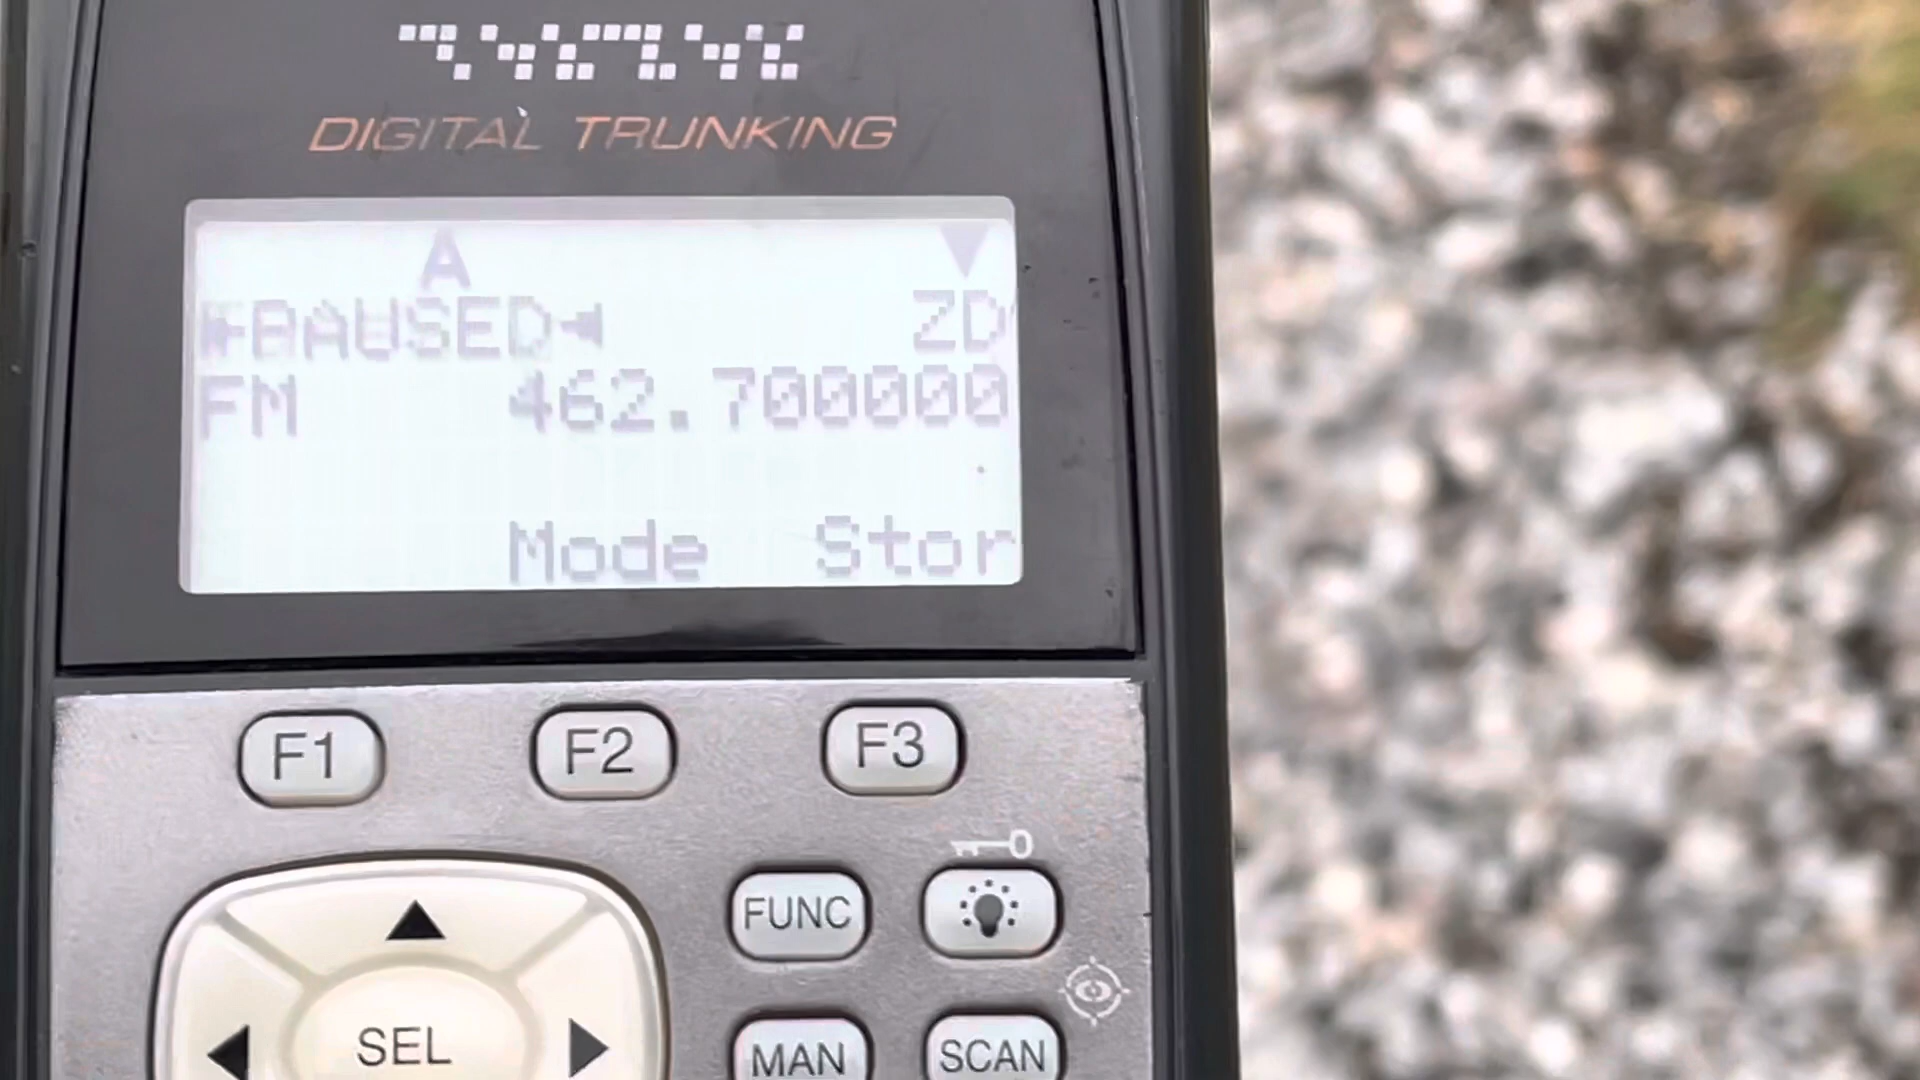 DIGITAL TRUNKING
A
PAUSED ZD
FM 462.700000
Mode Stor
F1 F2 F3
FUNC
SEL MAN SCAN